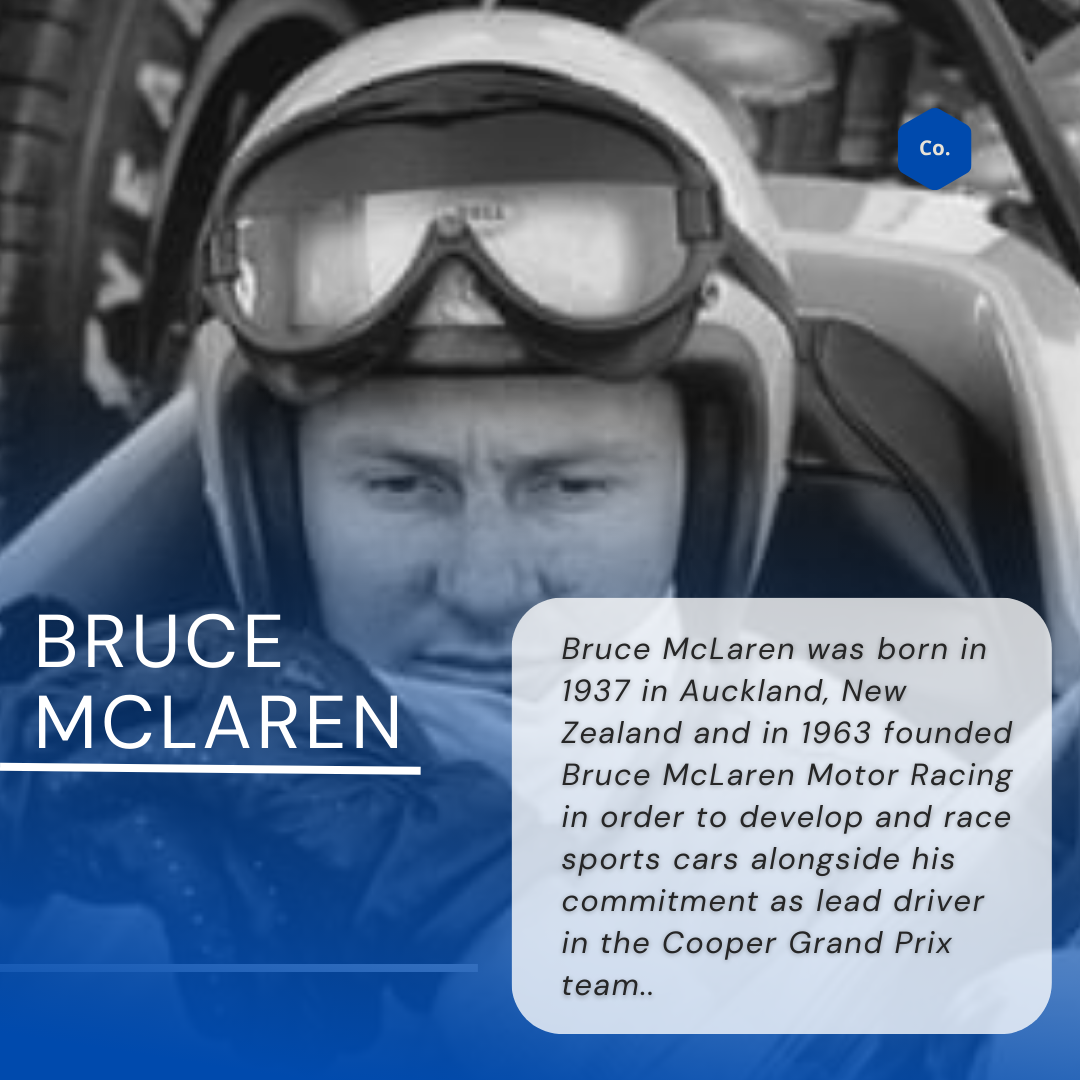 Co.
BRUCE
MCLAREN
Bruce McLaren was born in
1937 in Auckland, New
Zealand and in 1963 founded
Bruce McLaren Motor Racing
in order to develop and race
sports cars alongside his
commitment as lead driver
in the Cooper Grand Prix
team..